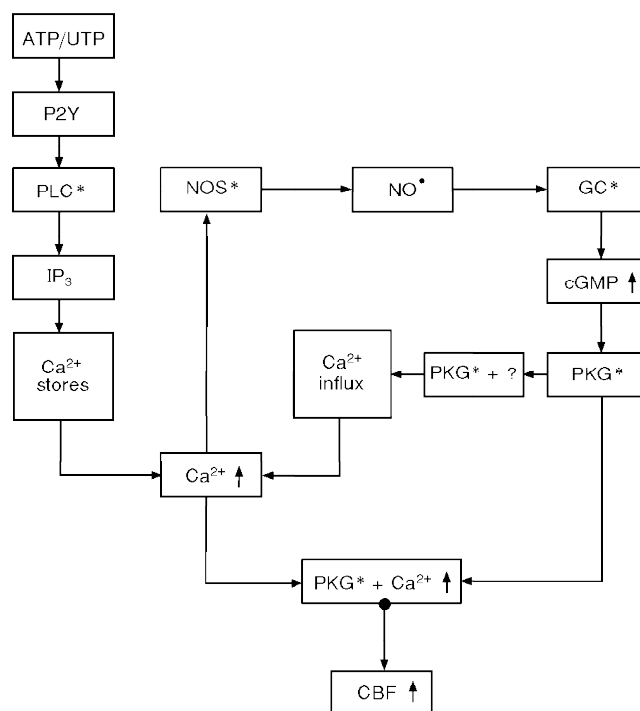 ATP/UTP
P2Y
PLC*
IP₃
Ca²⁺
stores
NOS*
NO•
GC*
cGMP ↑
PKG*
PKG* + ?
Ca²⁺
influx
Ca²⁺ ↑
PKG* + Ca²⁺ ↑
CBF ↑